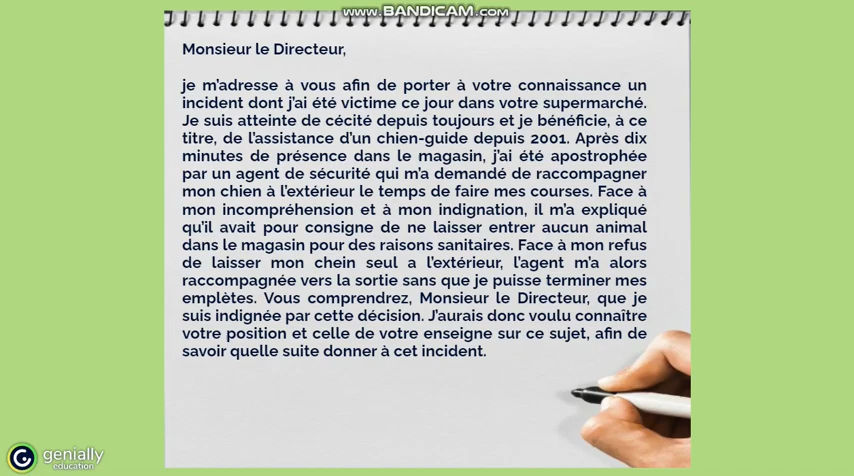 www.BANDICAM.com
Monsieur le Directeur,
je m’adresse à vous afin de porter à votre connaissance un
incident dont j’ai été victime ce jour dans votre supermarché.
Je suis atteinte de cécité depuis toujours et je bénéficie, à ce
titre, de l’assistance d’un chien-guide depuis 2001. Après dix
minutes de présence dans le magasin, j’ai été apostrophée
par un agent de sécurité qui m’a demandé de raccompagner
mon chien à l’extérieur le temps de faire mes courses. Face à
mon incompréhension et à mon indignation, il m’a expliqué
qu’il avait pour consigne de ne laisser entrer aucun animal
dans le magasin pour des raisons sanitaires. Face à mon refus
de laisser mon chein seul a l’extérieur, l’agent m’a alors
raccompagnée vers la sortie sans que je puisse terminer mes
emplètes. Vous comprendrez, Monsieur le Directeur, que je
suis indignée par cette décision. J’aurais donc voulu connaître
votre position et celle de votre enseigne sur ce sujet, afin de
savoir quelle suite donner à cet incident.
genially
education